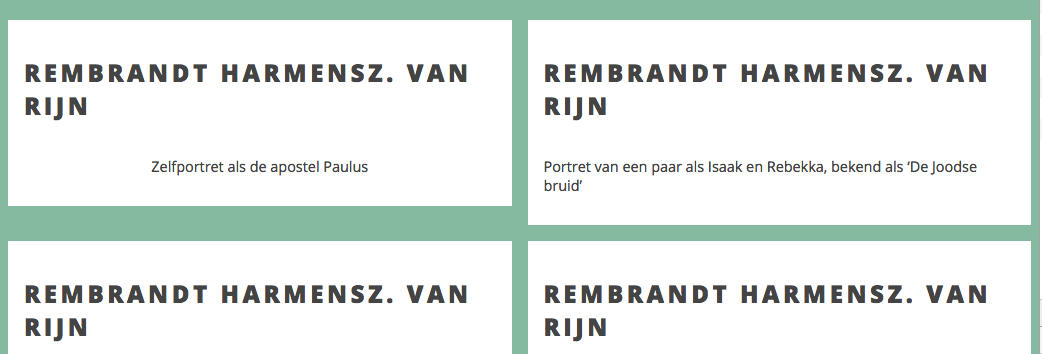 REMBRANDT HARMENSZ. VAN
RIJN
Zelfportret als de apostel Paulus
REMBRANDT HARMENSZ. VAN
RIJN
Portret van een paar als Isaak en Rebekka, bekend als ‘De Joodse
bruid’
REMBRANDT HARMENSZ. VAN
RIJN
REMBRANDT HARMENSZ. VAN
RIJN